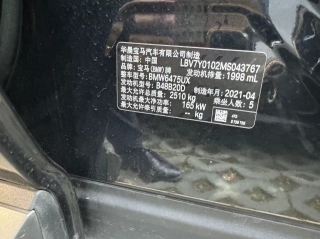 华晨宝马汽车有限公司制造
制造国：中国 LBV7Y0102MS043767
品牌：宝马(BMW)牌 发动机排量：1998 mL
整车型号：BMW6475UX
发动机型号：B48B20D
最大允许总质量：2510 kg
发动机最大净功率：165 kW 制造年月：2021-04
乘坐人数：5